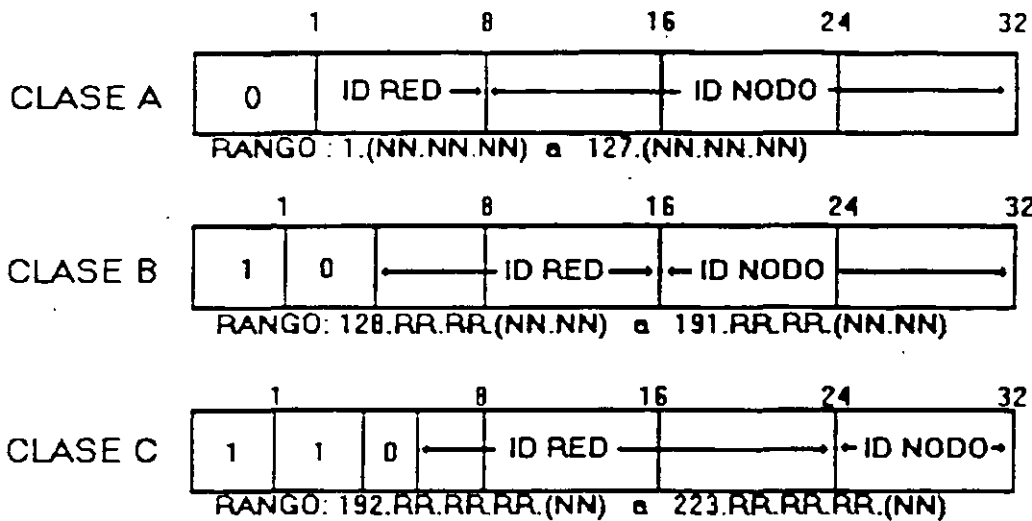 1 8 16 24 32
CLASE A 0 ID RED ID NODO
RANGO: 1.(NN.NN.NN) a 127.(NN.NN.NN)
1 8 16 24 32
CLASE B 1 0 ID RED ID NODO
RANGO: 128.RR.RR.(NN.NN) a 191.RR.RR.(NN.NN)
1 8 16 24 32
CLASE C 1 1 0 ID RED ID NODO
RANGO: 192.RR.RR.RR.(NN) a 223.RR.RR.RR.(NN)